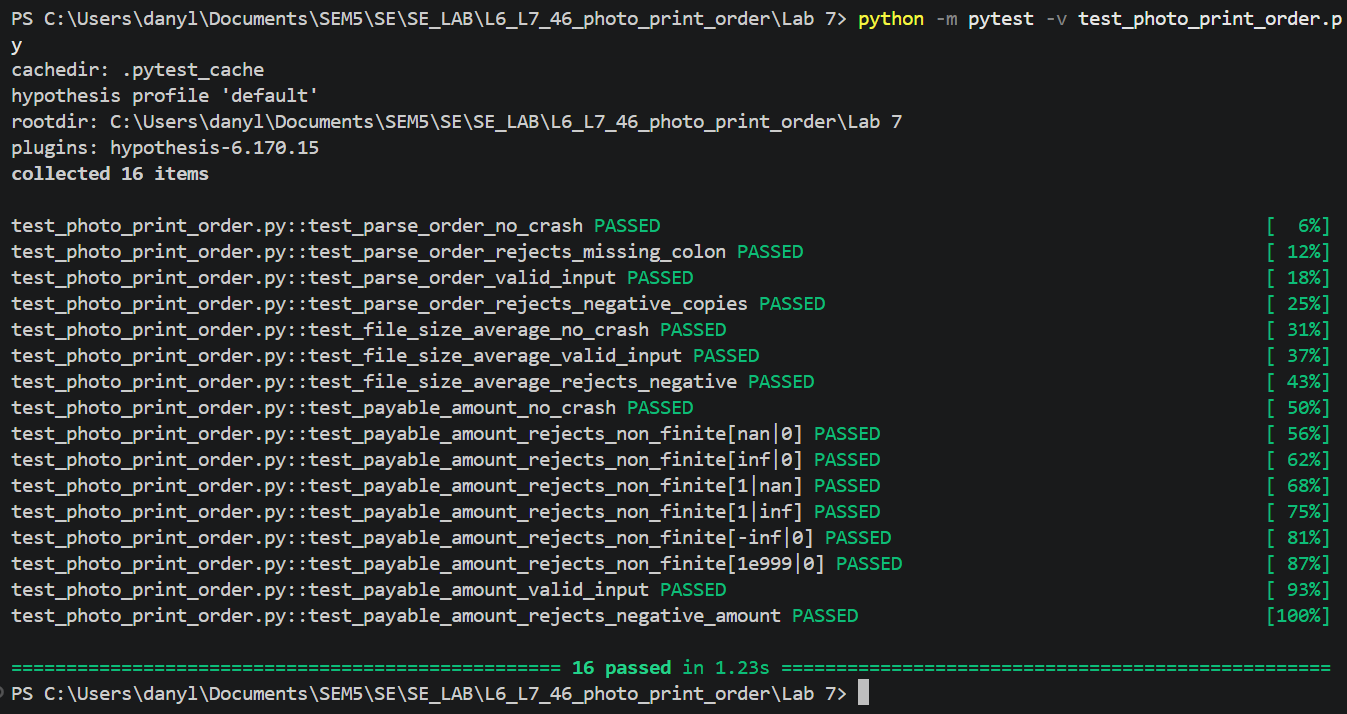 PS C:\Users\danyl\Documents\SEM5\SE\SE_LAB\L6_L7_46_photo_print_order\Lab 7> python -m pytest -v test_photo_print_order.p
y
cachedir: .pytest_cache
hypothesis profile 'default'
rootdir: C:\Users\danyl\Documents\SEM5\SE\SE_LAB\L6_L7_46_photo_print_order\Lab 7
plugins: hypothesis-6.170.15
collected 16 items

test_photo_print_order.py::test_parse_order_no_crash PASSED [  6%]
test_photo_print_order.py::test_parse_order_rejects_missing_colon PASSED [ 12%]
test_photo_print_order.py::test_parse_order_valid_input PASSED [ 18%]
test_photo_print_order.py::test_parse_order_rejects_negative_copies PASSED [ 25%]
test_photo_print_order.py::test_file_size_average_no_crash PASSED [ 31%]
test_photo_print_order.py::test_file_size_average_valid_input PASSED [ 37%]
test_photo_print_order.py::test_file_size_average_rejects_negative PASSED [ 43%]
test_photo_print_order.py::test_payable_amount_no_crash PASSED [ 50%]
test_photo_print_order.py::test_payable_amount_rejects_non_finite[nan|0] PASSED [ 56%]
test_photo_print_order.py::test_payable_amount_rejects_non_finite[inf|0] PASSED [ 62%]
test_photo_print_order.py::test_payable_amount_rejects_non_finite[1|nan] PASSED [ 68%]
test_photo_print_order.py::test_payable_amount_rejects_non_finite[1|inf] PASSED [ 75%]
test_photo_print_order.py::test_payable_amount_rejects_non_finite[-inf|0] PASSED [ 81%]
test_photo_print_order.py::test_payable_amount_rejects_non_finite[1e999|0] PASSED [ 87%]
test_photo_print_order.py::test_payable_amount_valid_input PASSED [ 93%]
test_photo_print_order.py::test_payable_amount_rejects_negative_amount PASSED [100%]

================================================== 16 passed in 1.23s ==================================================
PS C:\Users\danyl\Documents\SEM5\SE\SE_LAB\L6_L7_46_photo_print_order\Lab 7>